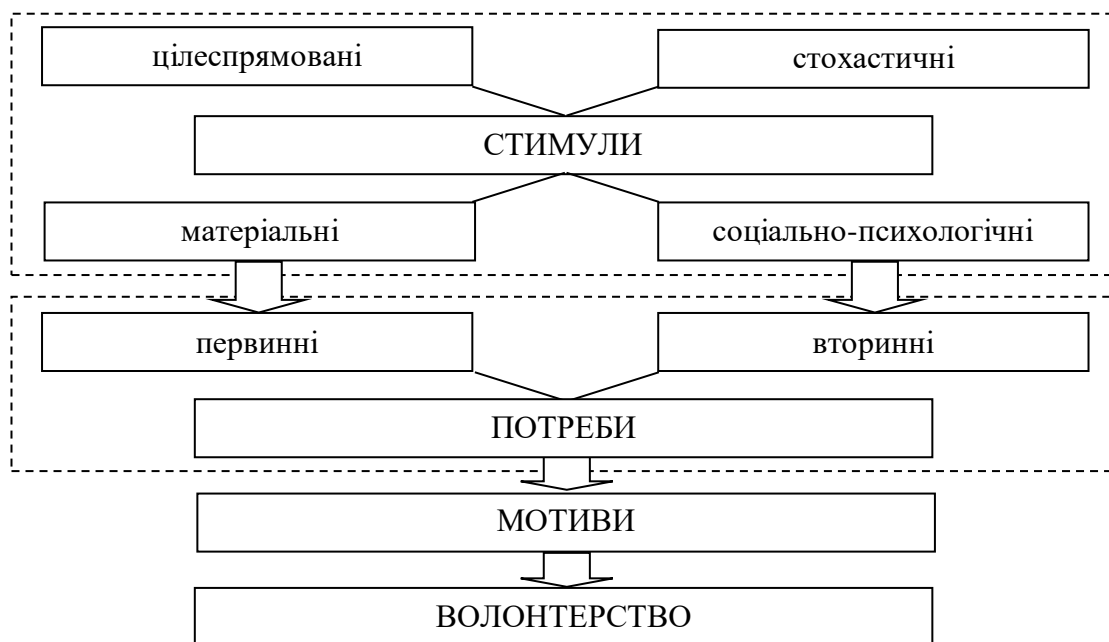 цілеспрямовані
стохастичні
СТИМУЛИ
матеріальні
соціально-психологічні
первинні
вторинні
ПОТРЕБИ
МОТИВИ
ВОЛОНТЕРСТВО